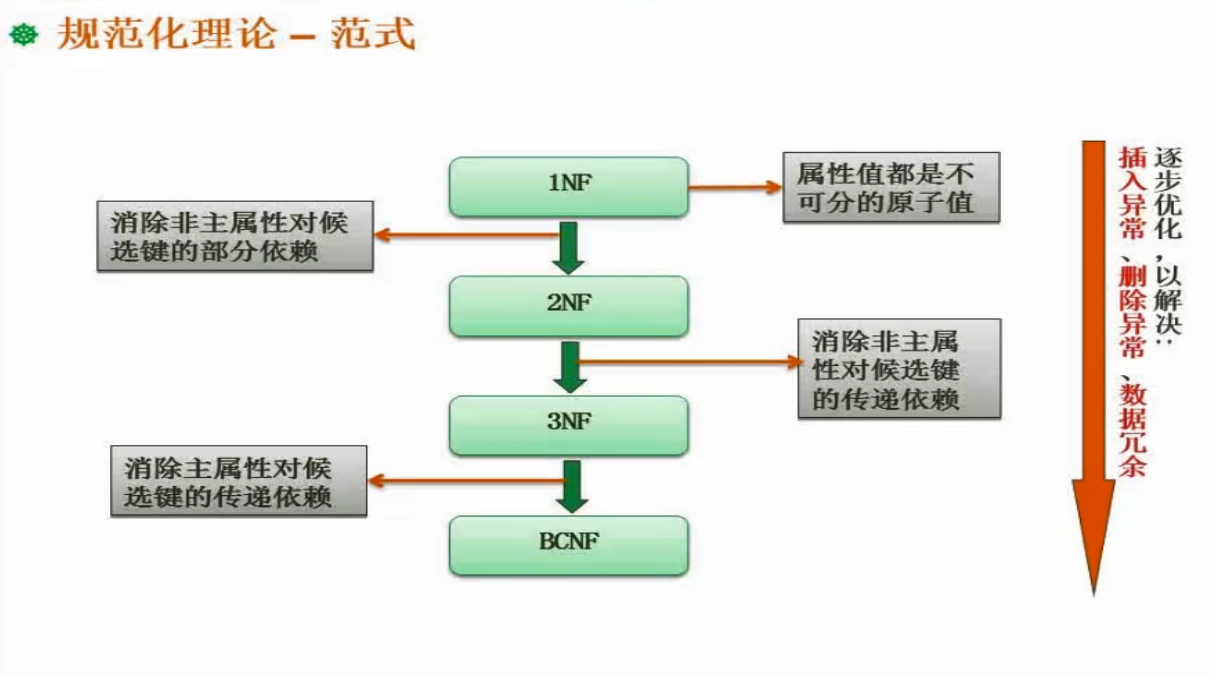 规范化理论 – 范式
1NF
属性值都是不
可分的原子值
消除非主属性对候
选键的部分依赖
2NF
消除非主属
性对候选键
的传递依赖
3NF
消除主属性对候
选键的传递依赖
BCNF
逐步优化,以解决:
插入异常、删除异常、数据冗余